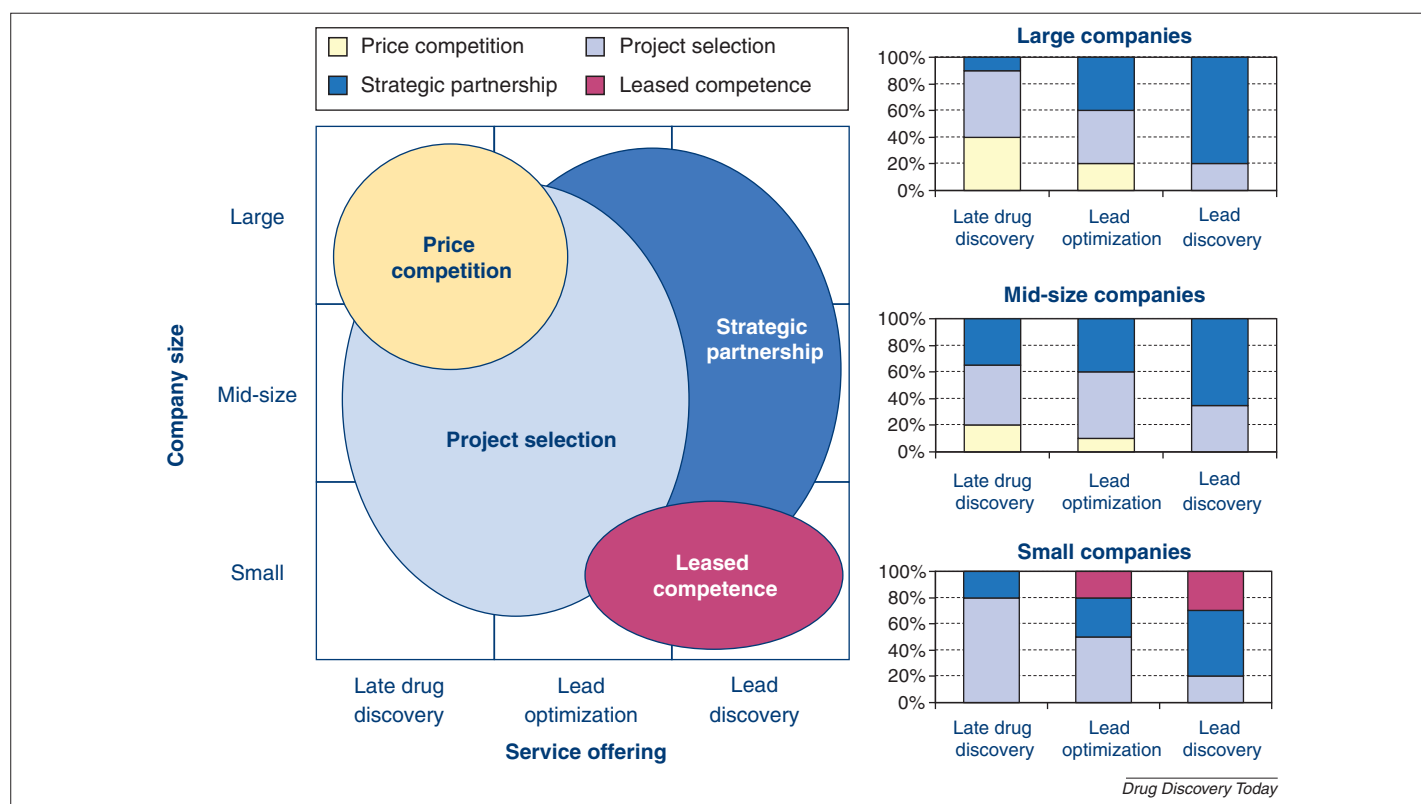 Price competition
Project selection
Strategic partnership
Leased competence
Large
Mid-size
Small
Company size
Price
competition
Strategic
partnership
Project selection
Leased
competence
Late drug
discovery
Lead
optimization
Lead
discovery
Service offering
Large companies
100%
80%
60%
40%
20%
0%
Late drug
discovery
Lead
optimization
Lead
discovery
Mid-size companies
100%
80%
60%
40%
20%
0%
Late drug
discovery
Lead
optimization
Lead
discovery
Small companies
100%
80%
60%
40%
20%
0%
Late drug
discovery
Lead
optimization
Lead
discovery
Drug Discovery Today